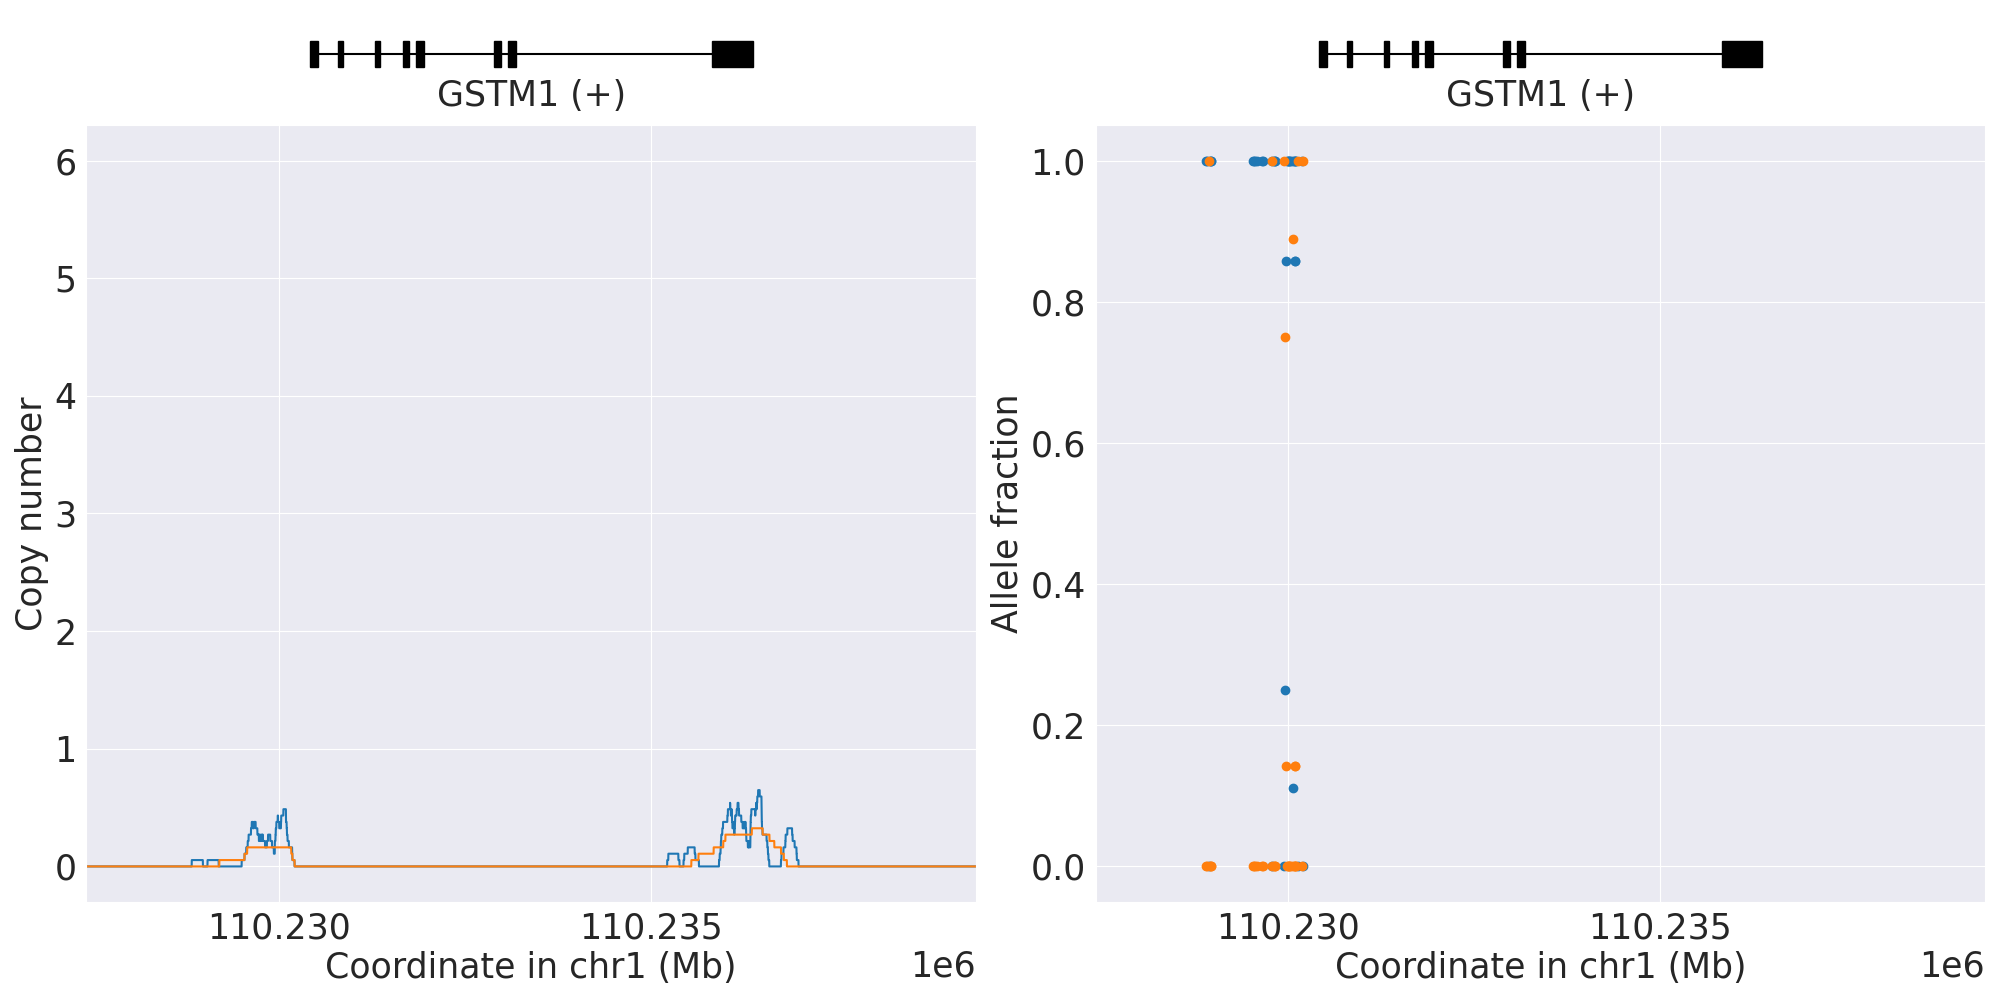 GSTM1 (+)
6
5
4
3
2
1
0
Copy number
110.230
110.235
Coordinate in chr1 (Mb)
1e6
GSTM1 (+)
1.0
0.8
0.6
0.4
0.2
0.0
Allele fraction
110.230
110.235
Coordinate in chr1 (Mb)
1e6